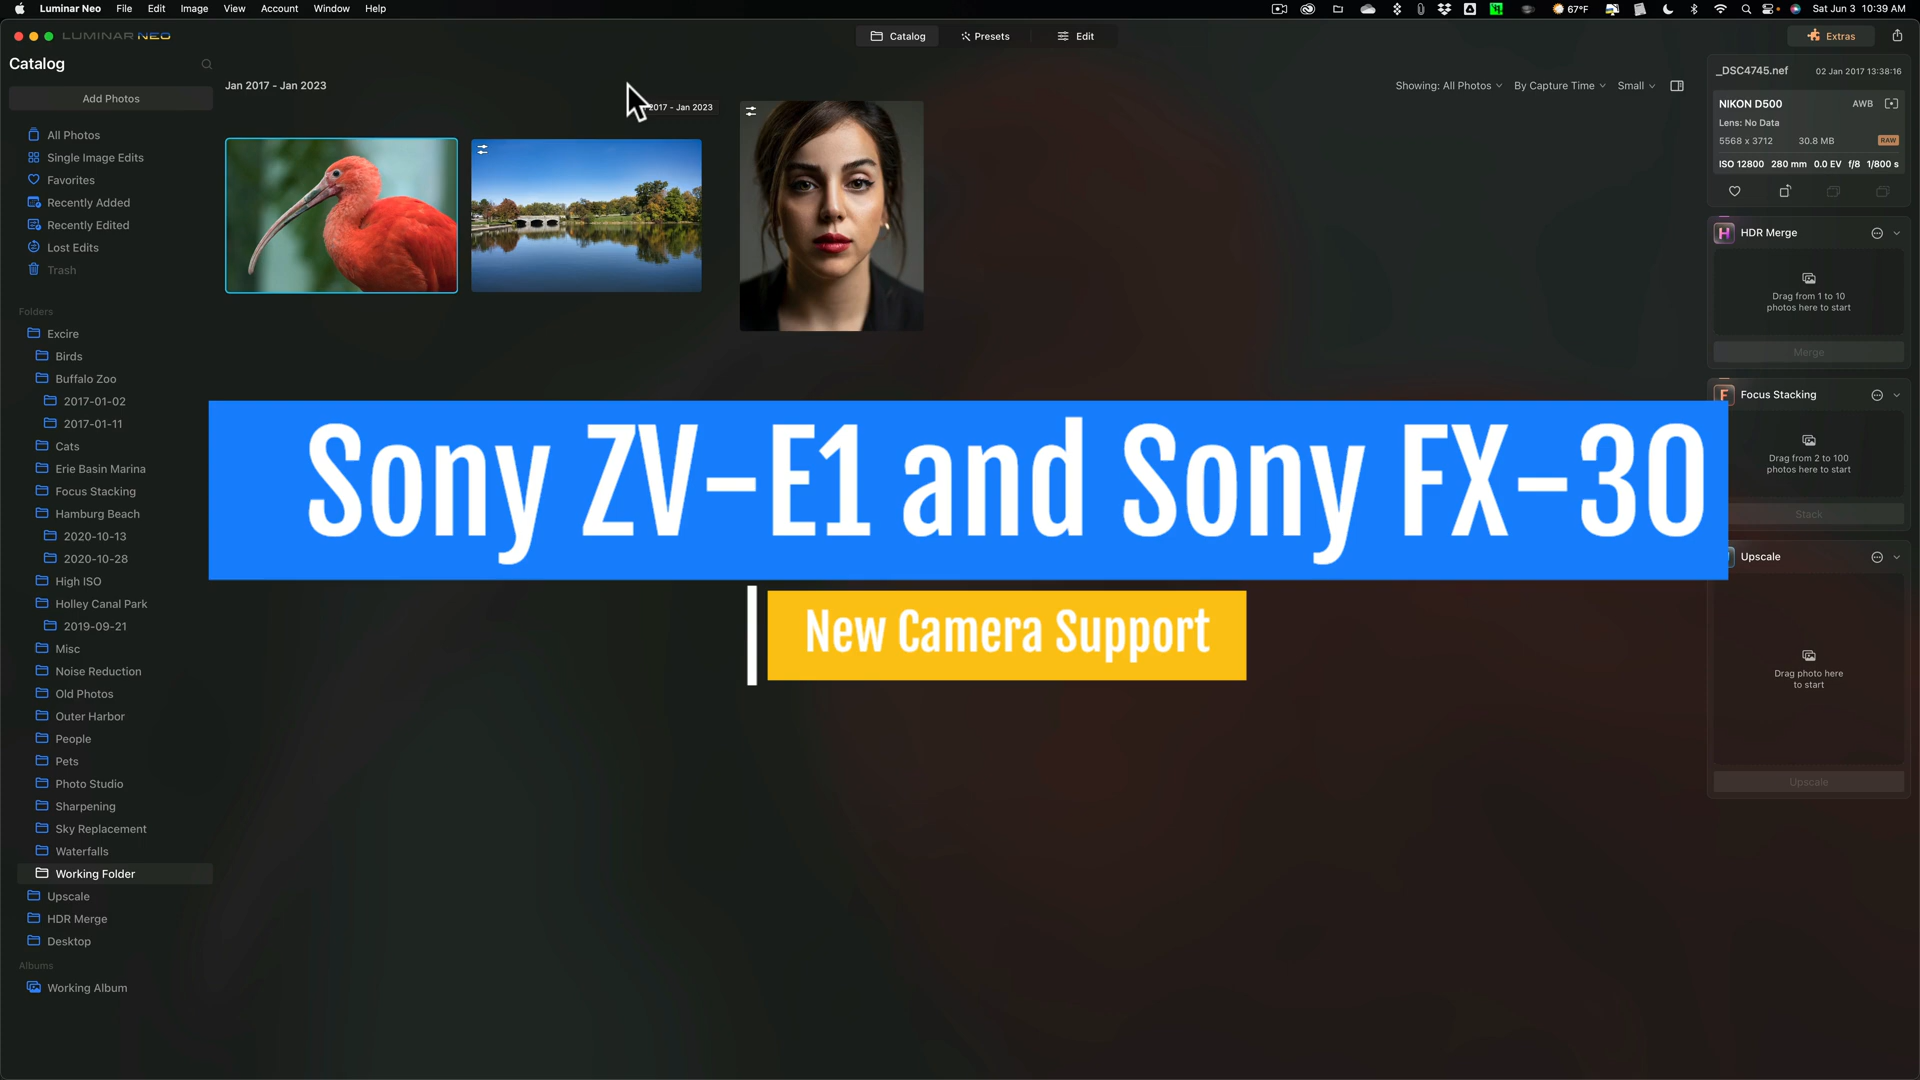 Luminar Neo File Edit Image View Account Window Help
67°F Sat Jun 3 10:39 AM
LUMINAR NEO
Catalog Presets Edit
Extras
Catalog
Add Photos
All Photos
Single Image Edits
Favorites
Recently Added
Recently Edited
Lost Edits
Trash
Folders
Excire
Birds
Buffalo Zoo
2017-01-02
2017-01-11
Cats
Erie Basin Marina
Focus Stacking
Hamburg Beach
2020-10-13
2020-10-28
High ISO
Holley Canal Park
2019-09-21
Misc
Noise Reduction
Old Photos
Outer Harbor
People
Pets
Photo Studio
Sharpening
Sky Replacement
Waterfalls
Working Folder
Upscale
HDR Merge
Desktop
Albums
Working Album
Jan 2017 - Jan 2023
2017 - Jan 2023
Showing: All Photos By Capture Time Small
Sony ZV-E1 and Sony FX-30
New Camera Support
_DSC4745.nef 02 Jan 2017 13:38:16
NIKON D500 AWB
Lens: No Data
5568 x 3712 30.8 MB RAW
ISO 12800 280 mm 0.0 EV f/8 1/800 s
H HDR Merge
Drag from 1 to 10
photos here to start
Merge
F Focus Stacking
Drag from 2 to 100
photos here to start
Stack
Upscale
Drag photo here
to start
Upscale